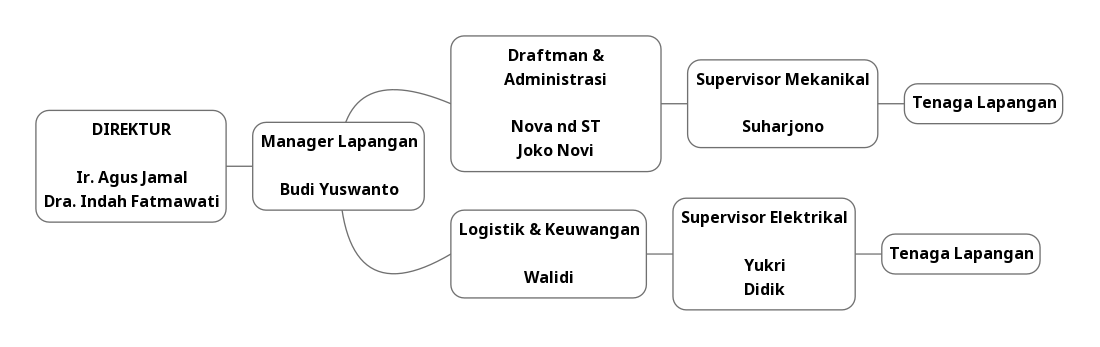 DIREKTUR
Ir. Agus Jamal
Dra. Indah Fatmawati
Manager Lapangan
Budi Yuswanto
Draftman &
Administrasi
Nova nd ST
Joko Novi
Supervisor Mekanikal
Suharjono
Tenaga Lapangan
Logistik & Keuwangan
Walidi
Supervisor Elektrikal
Yukri
Didik
Tenaga Lapangan